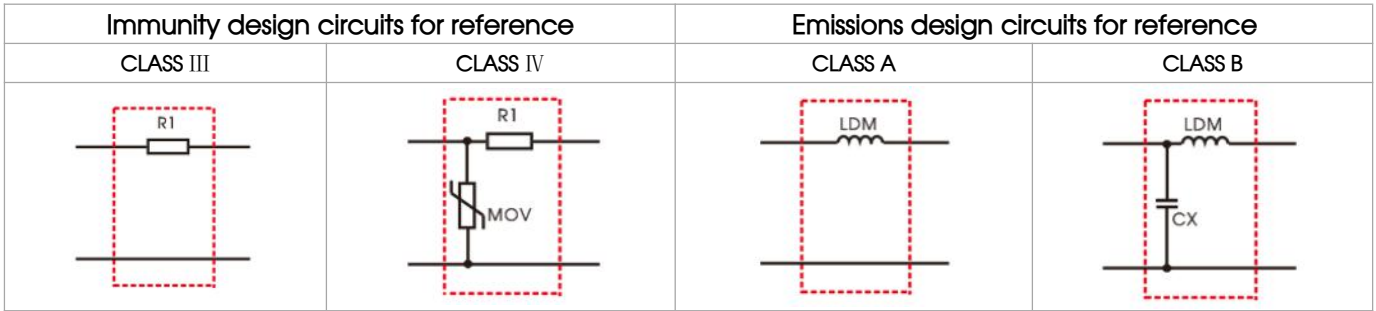 Immunity design circuits for reference
Emissions design circuits for reference
CLASS Ⅲ
CLASS Ⅳ
CLASS A
CLASS B
R1
R1
MOV
LDM
LDM
CX